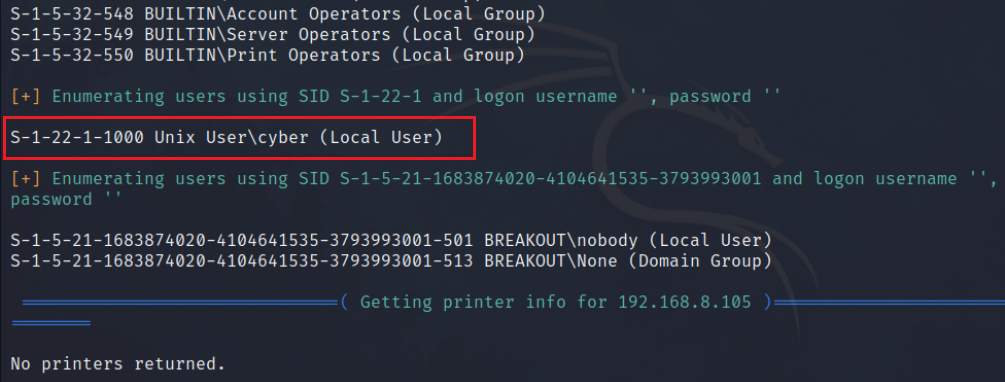 S-1-5-32-548 BUILTIN\Account Operators (Local Group)
S-1-5-32-549 BUILTIN\Server Operators (Local Group)
S-1-5-32-550 BUILTIN\Print Operators (Local Group)
[+] Enumerating users using SID S-1-22-1 and logon username '', password ''
S-1-22-1-1000 Unix User\cyber (Local User)
[+] Enumerating users using SID S-1-5-21-1683874020-4104641535-3793993001 and logon username '',
password ''
S-1-5-21-1683874020-4104641535-3793993001-501 BREAKOUT\nobody (Local User)
S-1-5-21-1683874020-4104641535-3793993001-513 BREAKOUT\None (Domain Group)
===============================( Getting printer info for 192.168.8.105 )=======================
========
No printers returned.